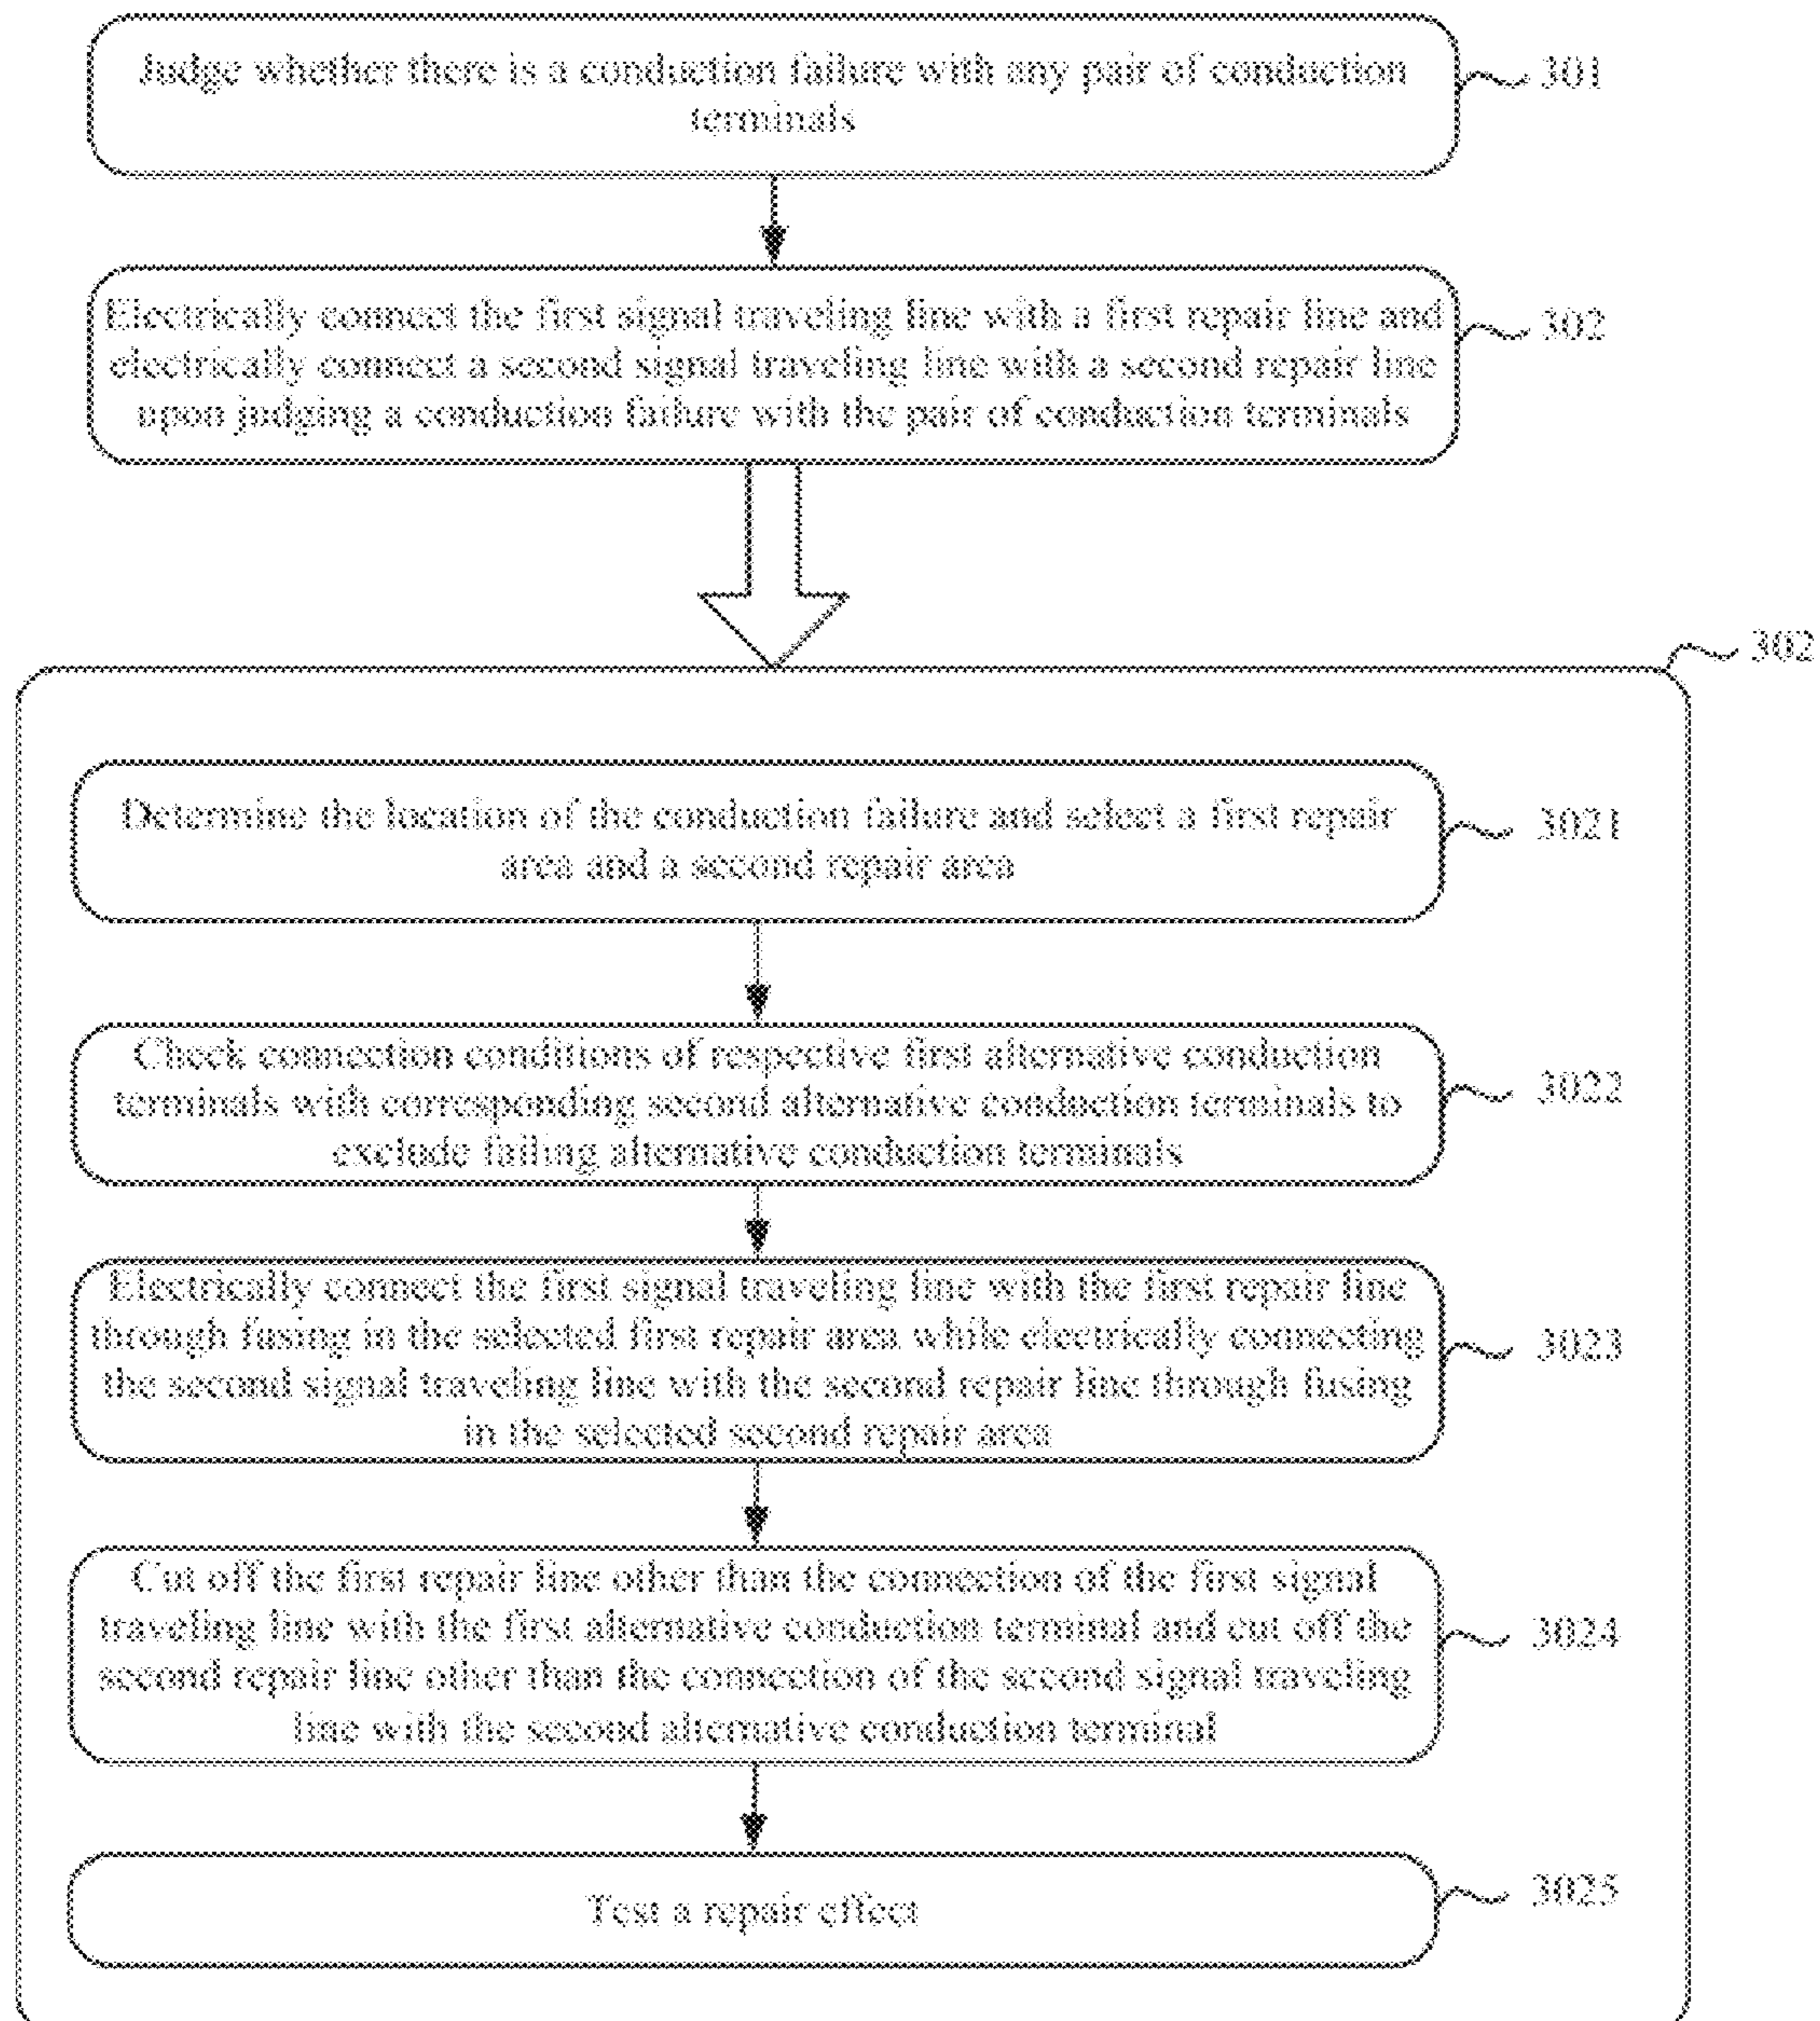 Judge whether there is a conduction failure with any pair of conduction
terminals
301
Electrically connect the first signal traveling line with a first repair line and
electrically connect a second signal traveling line with a second repair line
upon judging a conduction failure with the pair of conduction terminals
302
302
Determine the location of the conduction failure and select a first repair
area and a second repair area
3021
Check connection conditions of respective first alternative conduction
terminals with corresponding second alternative conduction terminals to
exclude failing alternative conduction terminals
3022
Electrically connect the first signal traveling line with the first repair line
through fusing in the selected first repair area while electrically connecting
the second signal traveling line with the second repair line through fusing
in the selected second repair area
3023
Cut off the first repair line other than the connection of the first signal
traveling line with the first alternative conduction terminal and cut off the
second repair line other than the connection of the second signal traveling
line with the second alternative conduction terminal
3024
Test a repair effect
3025